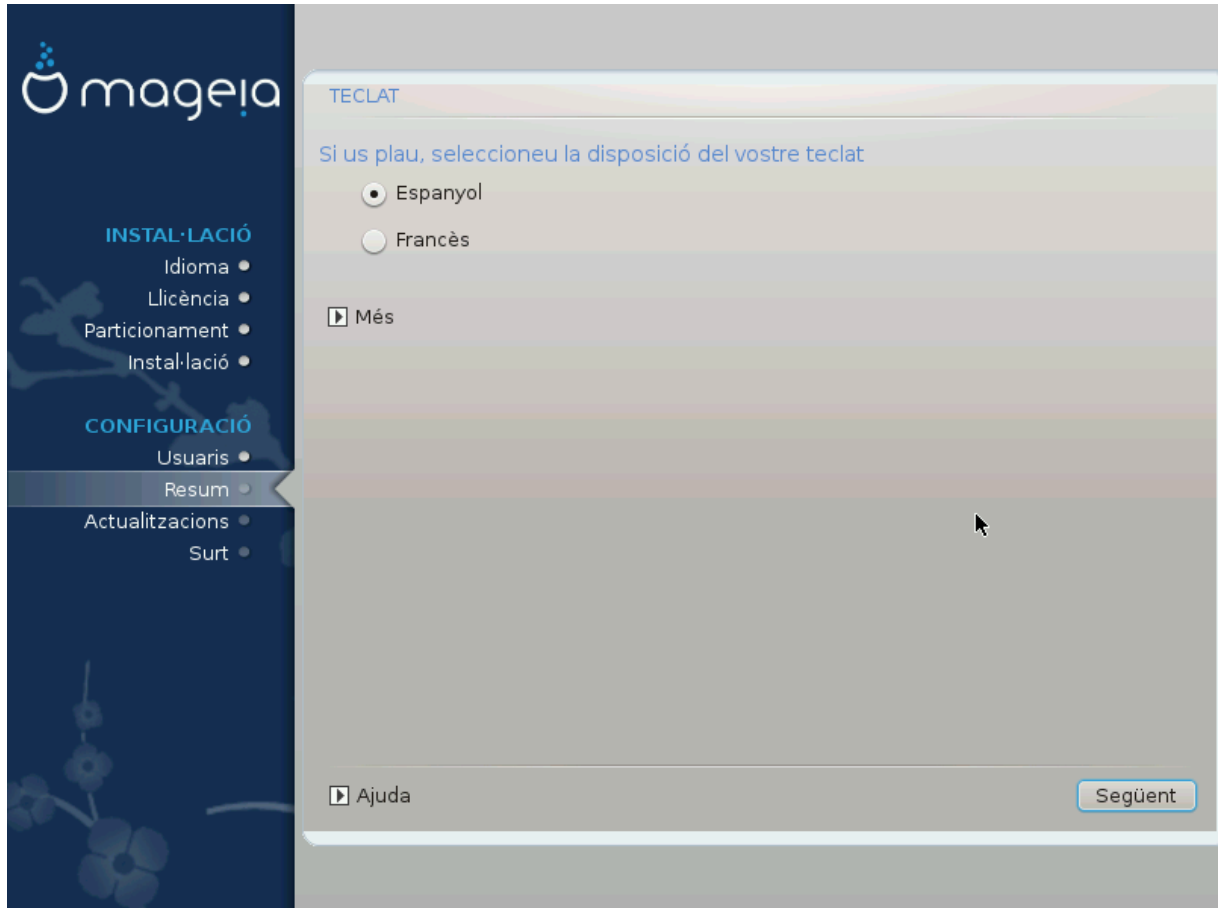 mageia
INSTAL·LACIÓ
Idioma
Llicència
Particionament
Instal·lació
CONFIGURACIÓ
Usuaris
Resum
Actualitzacions
Surt
TECLAT
Si us plau, seleccioneu la disposició del vostre teclat
Espanyol
Francès
Més
Ajuda
Següent